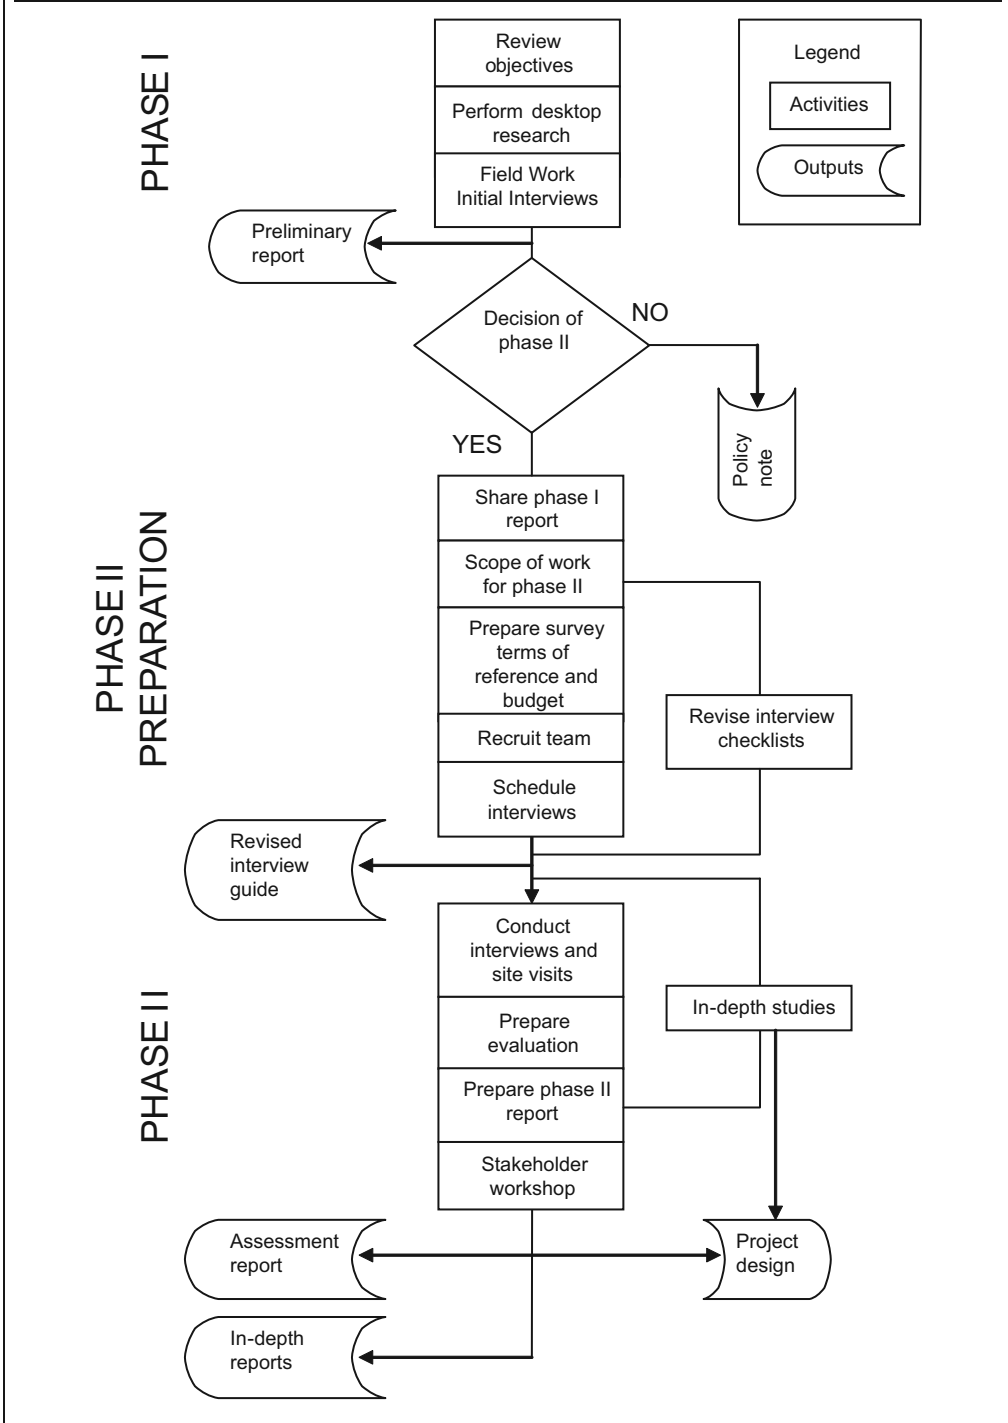 PHASE I
Review
objectives
Perform desktop
research
Field Work
Initial Interviews
Legend
Activities
Outputs
Preliminary
report
Decision of
phase II
NO
Policy
note
YES
PHASE II
PREPARATION
Share phase I
report
Scope of work
for phase II
Prepare survey
terms of
reference and
budget
Recruit team
Schedule
interviews
Revise interview
checklists
Revised
interview
guide
PHASE II
Conduct
interviews and
site visits
Prepare
evaluation
Prepare phase II
report
Stakeholder
workshop
In-depth studies
Assessment
report
Project
design
In-depth
reports